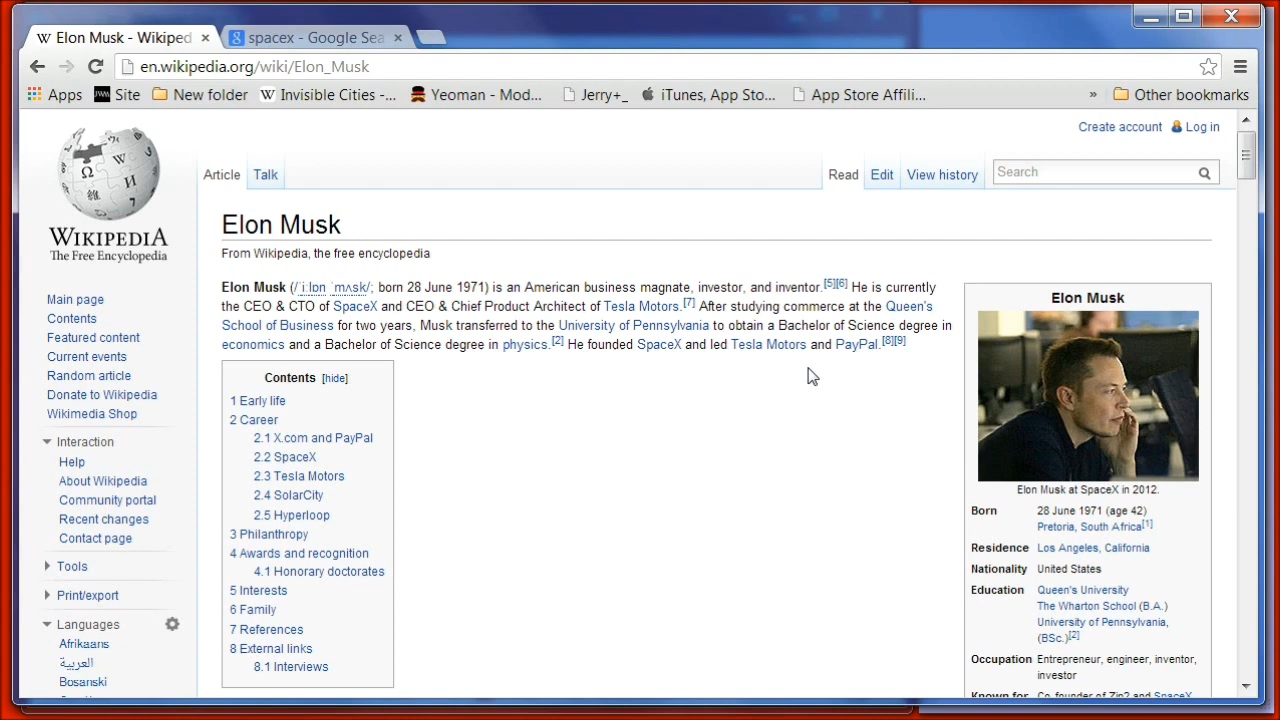 Elon Musk - Wikiped
spacex - Google Sea
en.wikipedia.org/wiki/Elon_Musk
Apps Site New folder Invisible Cities -... Yeoman - Mod... Jerry+_ iTunes, App Sto... App Store Affili... » Other bookmarks
Create account Log in
WIKIPEDIA
The Free Encyclopedia
Article Talk Read Edit View history Search
Elon Musk
From Wikipedia, the free encyclopedia
Elon Musk (/ˈiːlɒn ˈmʌsk/; born 28 June 1971) is an American business magnate, investor, and inventor.[5][6] He is currently
the CEO & CTO of SpaceX and CEO & Chief Product Architect of Tesla Motors.[7] After studying commerce at the Queen's
School of Business for two years, Musk transferred to the University of Pennsylvania to obtain a Bachelor of Science degree in
economics and a Bachelor of Science degree in physics.[2] He founded SpaceX and led Tesla Motors and PayPal.[8][9]
Main page
Contents
Featured content
Current events
Random article
Donate to Wikipedia
Wikimedia Shop
Interaction
Help
About Wikipedia
Community portal
Recent changes
Contact page
Tools
Print/export
Languages
Afrikaans
العربية
Bosanski
Contents [hide]
1 Early life
2 Career
2.1 X.com and PayPal
2.2 SpaceX
2.3 Tesla Motors
2.4 SolarCity
2.5 Hyperloop
3 Philanthropy
4 Awards and recognition
4.1 Honorary doctorates
5 Interests
6 Family
7 References
8 External links
8.1 Interviews
Elon Musk
Elon Musk at SpaceX in 2012.
Born 28 June 1971 (age 42)
Pretoria, South Africa[1]
Residence Los Angeles, California
Nationality United States
Education Queen's University
The Wharton School (B.A.)
University of Pennsylvania,
(BSc.)[2]
Occupation Entrepreneur, engineer, inventor,
investor
Known for Co-founder of Zip2 and SpaceX